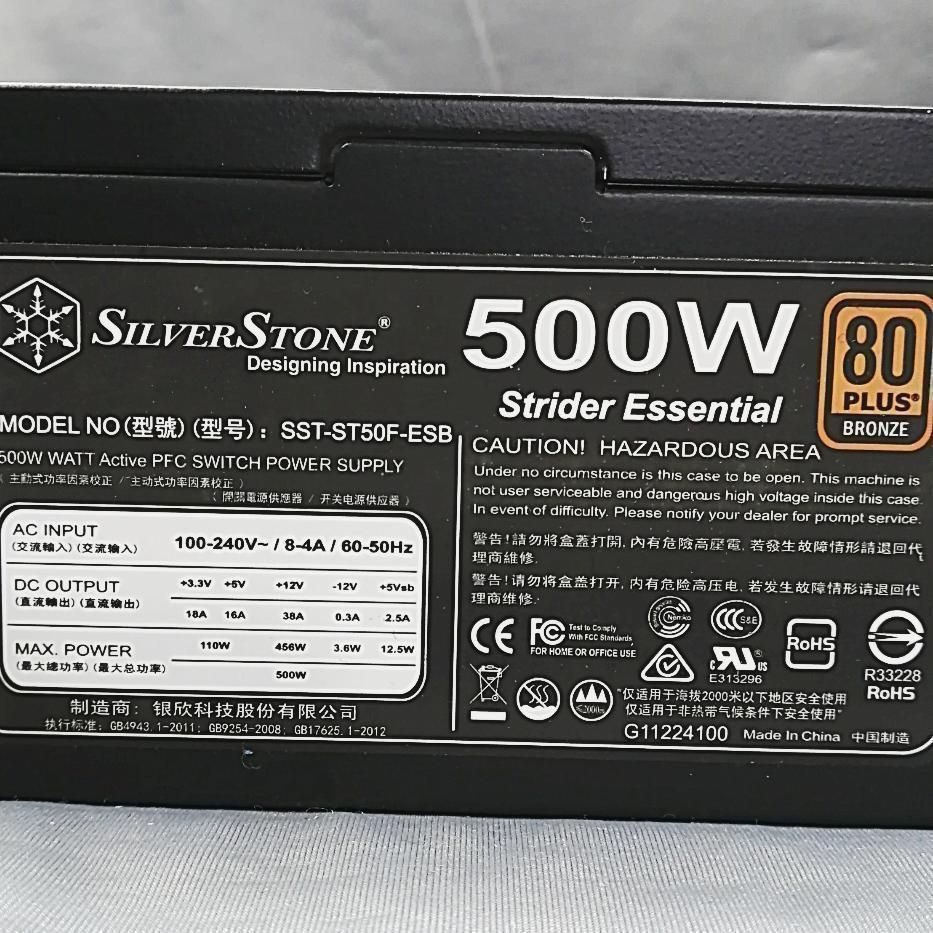 SILVERSTONE®
Designing Inspiration
500W
Strider Essential
80
PLUS®
BRONZE
MODEL NO(型號)(型号): SST-ST50F-ESB
500W WATT Active PFC SWITCH POWER SUPPLY
( 主動式功率因素校正 / 主动式功率因素校正 )
( 開關電源供應器 / 开关电源供应器 )
AC INPUT
(交流輸入)(交流输入)
100-240V~ / 8-4A / 60-50Hz
DC OUTPUT
(直流輸出)(直流输出)
+3.3V +5V +12V -12V +5Vsb
18A 16A 38A 0.3A 2.5A
MAX. POWER
(最大總功率)(最大总功率)
110W 456W 3.6W 12.5W
500W
制造商: 银欣科技股份有限公司
执行标准: GB4943.1-2011; GB9254-2008; GB17625.1-2012
CAUTION! HAZARDOUS AREA
Under no circumstance is this case to be open. This machine is
not user serviceable and dangerous high voltage inside this case.
In event of difficulty. Please notify your dealer for prompt service.
警告!請勿將盒蓋打開, 內有危險高壓電, 若發生故障情形請退回代
理商維修.
警告!请勿将盒盖打开, 内有危险高压电, 若发生故障情形请退回代
理商维修.
CE
FC
Test to Comply
With FCC Standards
FOR HOME OR OFFICE USE
Nemko
CCC S&E
c RU ® US
E313296
RoHS
R33228
RoHS
≤2000m
"仅适用于海拔2000米以下地区安全使用
仅适用于非热带气候条件下安全使用"
G11224100 Made In China 中国制造